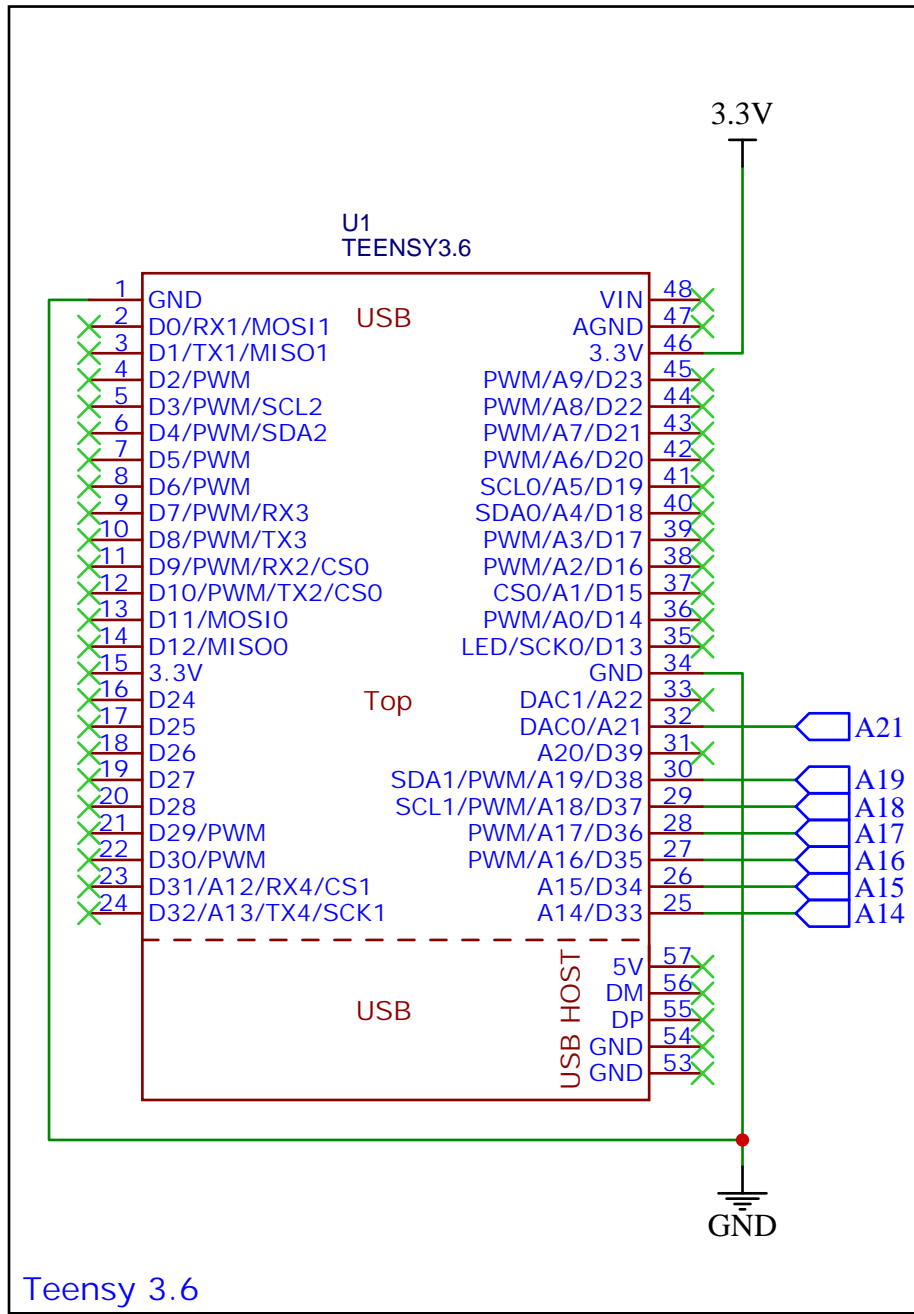 3.3V
U1
TEENSY3.6
USB
1 GND
2 D0/RX1/MOSI1
3 D1/TX1/MISO1
4 D2/PWM
5 D3/PWM/SCL2
6 D4/PWM/SDA2
7 D5/PWM
8 D6/PWM
9 D7/PWM/RX3
10 D8/PWM/TX3
11 D9/PWM/RX2/CS0
12 D10/PWM/TX2/CS0
13 D11/MOSI0
14 D12/MISO0
15 3.3V
16 D24
17 D25
18 D26
19 D27
20 D28
21 D29/PWM
22 D30/PWM
23 D31/A12/RX4/CS1
24 D32/A13/TX4/SCK1
Top
VIN 48
AGND 47
3.3V 46
PWM/A9/D23 45
PWM/A8/D22 44
PWM/A7/D21 43
PWM/A6/D20 42
SCL0/A5/D19 41
SDA0/A4/D18 40
PWM/A3/D17 39
PWM/A2/D16 38
CS0/A1/D15 37
PWM/A0/D14 36
LED/SCK0/D13 35
GND 34
DAC1/A22 33
DAC0/A21 32 A21
A20/D39 31
SDA1/PWM/A19/D38 30 A19
SCL1/PWM/A18/D37 29 A18
PWM/A17/D36 28 A17
PWM/A16/D35 27 A16
A15/D34 26 A15
A14/D33 25 A14
USB
USB HOST
5V 57
DM 56
DP 55
GND 54
GND 53
GND
Teensy 3.6